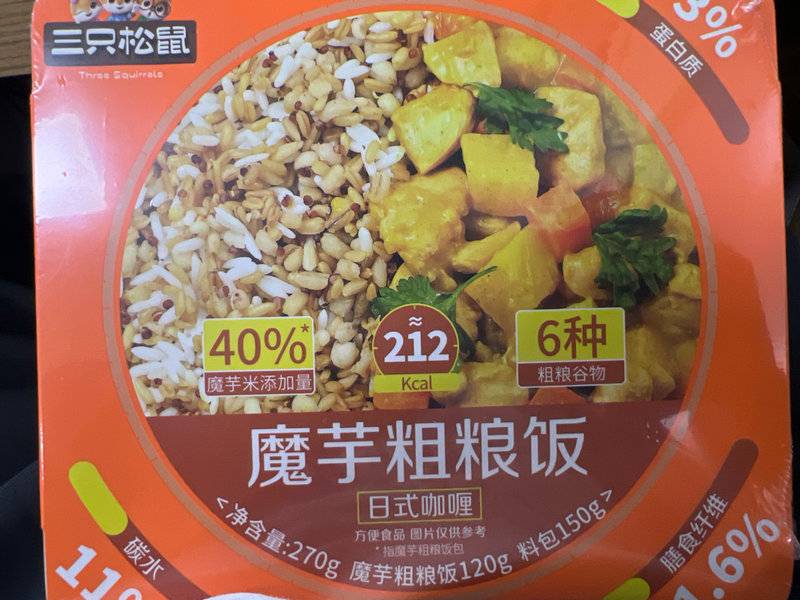 三只松鼠
Three Squirrels
3%
蛋白质
40%*
魔芋米添加量
≈
212
Kcal
6种
粗粮谷物
魔芋粗粮饭
日式咖喱
方便食品 图片仅供参考
*指魔芋粗粮饭包
<净含量:270g 魔芋粗粮饭120g 料包150g>
碳水
11%
膳食纤维
1.6%